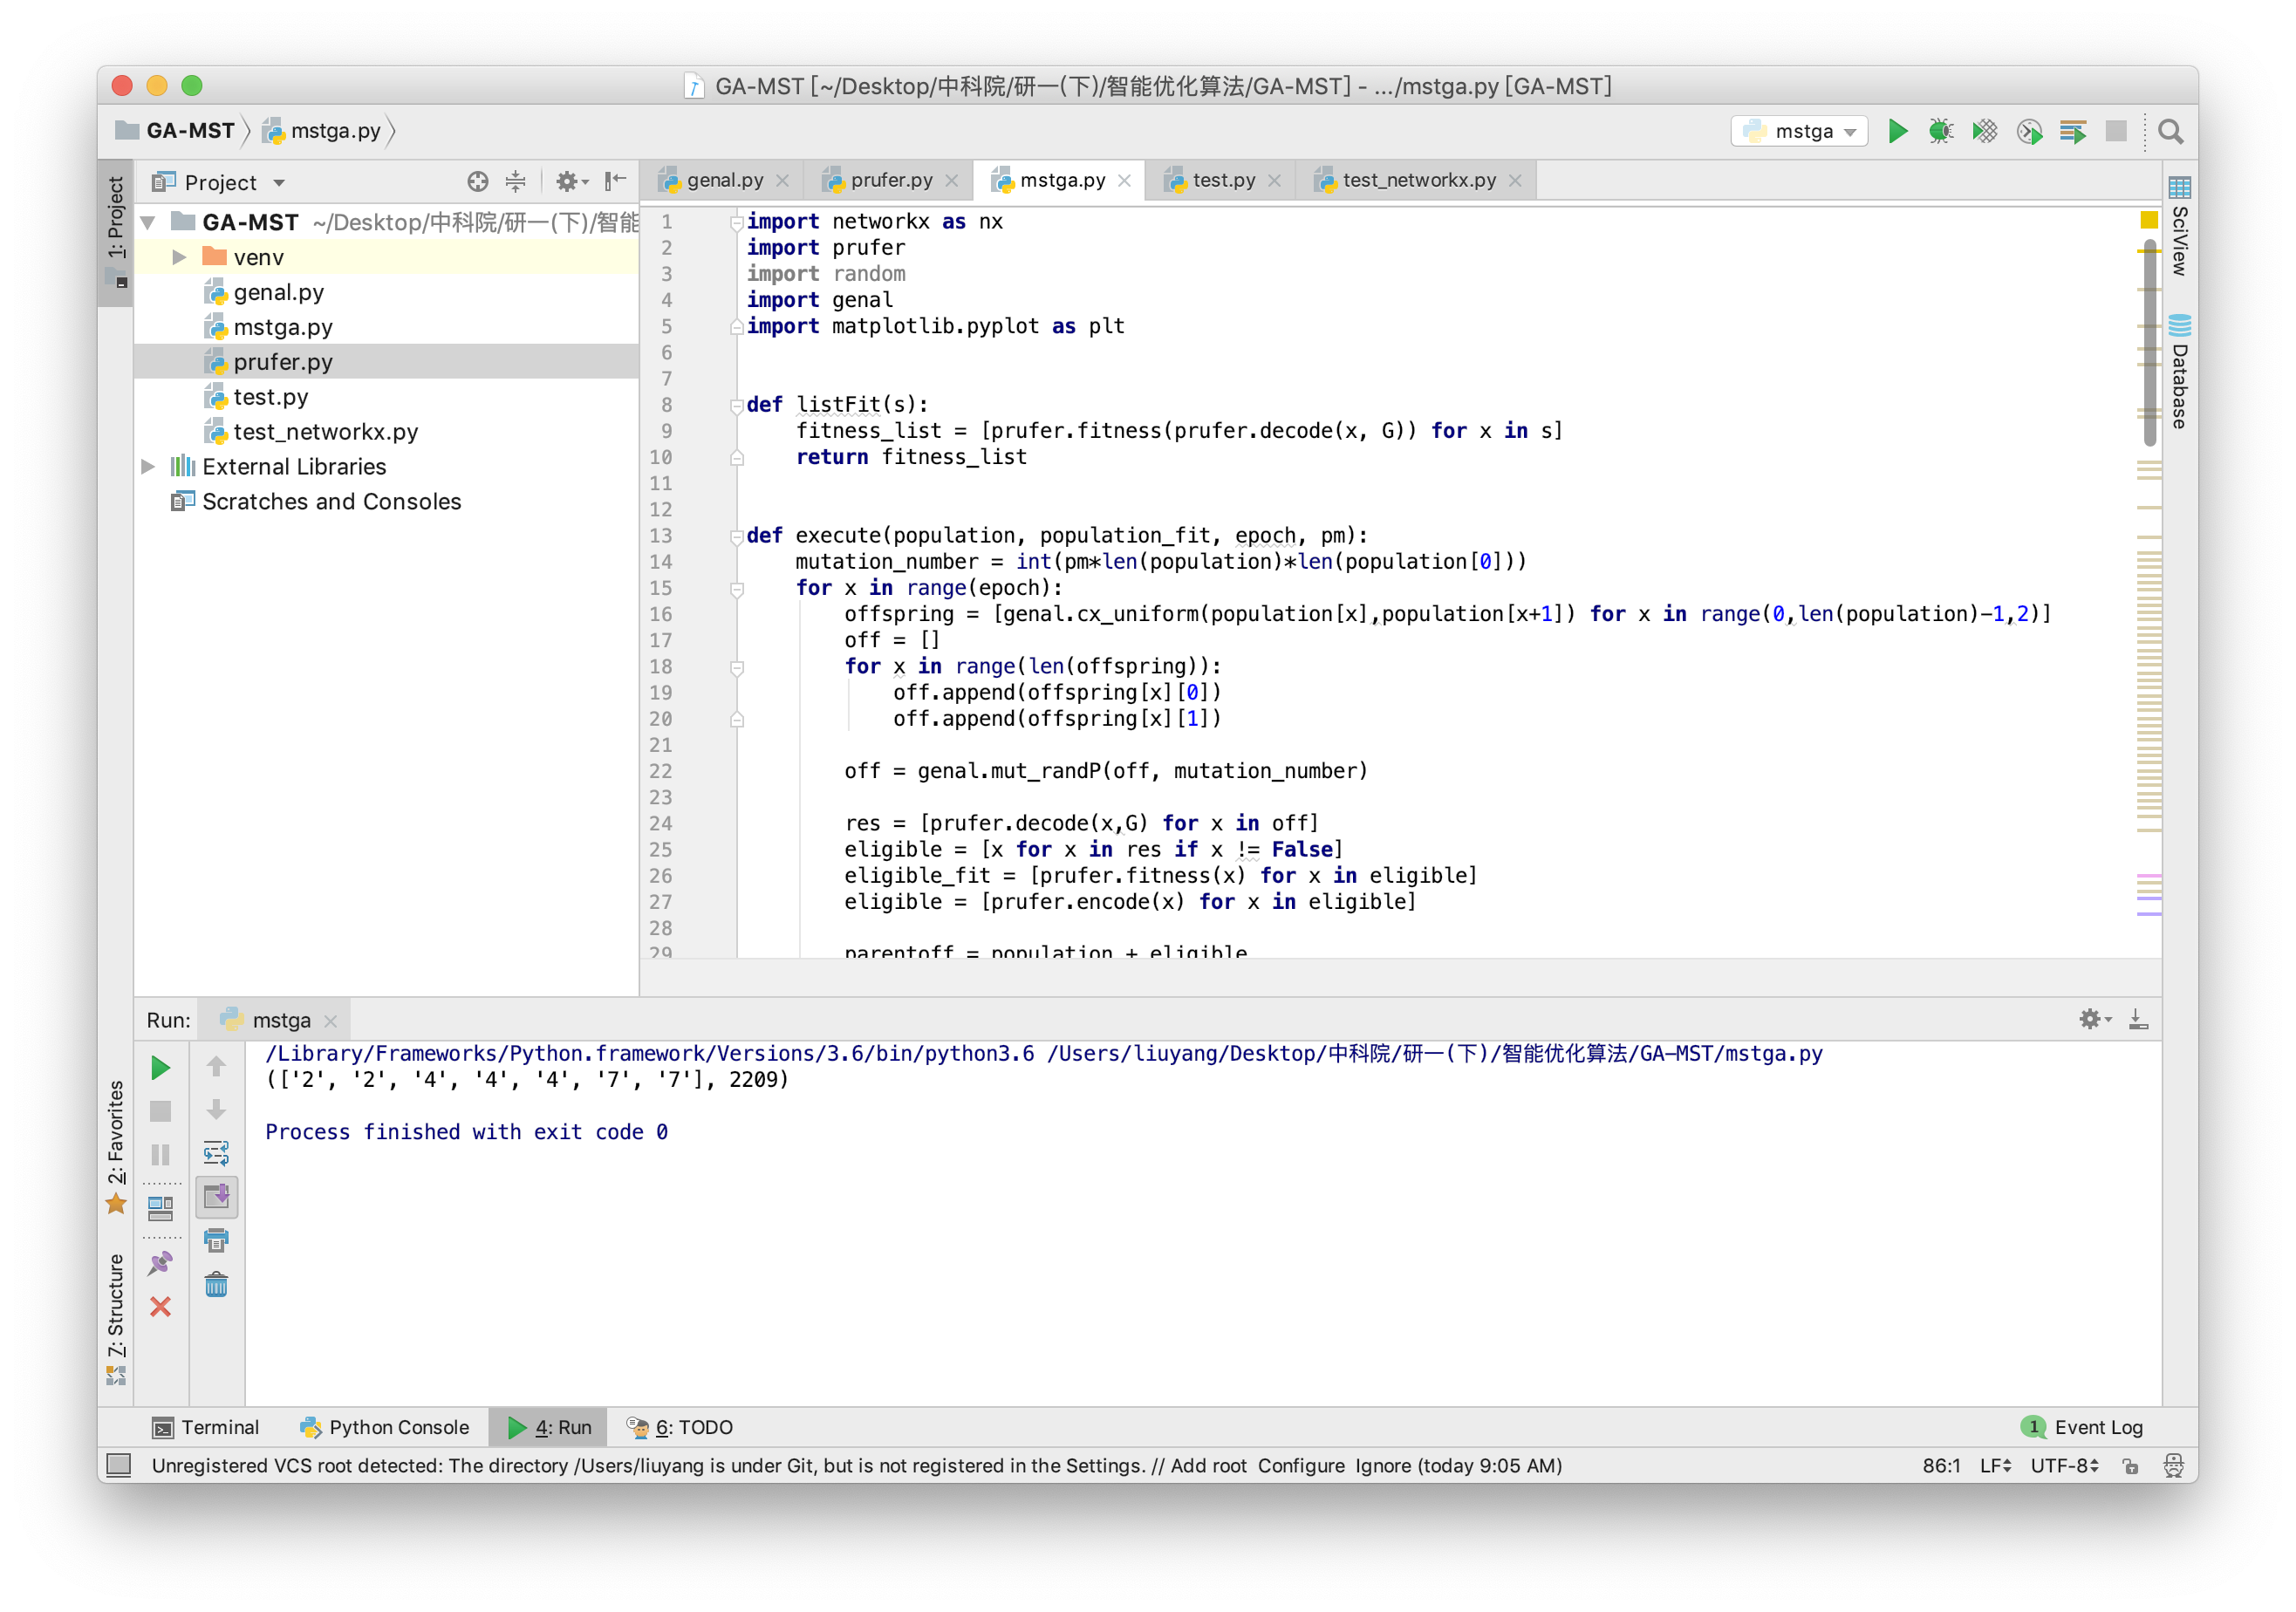 GA-MST [~/Desktop/中科院/研一(下)/智能优化算法/GA-MST] - .../mstga.py [GA-MST]
GA-MST mstga.py
mstga
1: Project
Project
GA-MST ~/Desktop/中科院/研一(下)/智能
venv
genal.py
mstga.py
prufer.py
test.py
test_networkx.py
External Libraries
Scratches and Consoles
genal.py prufer.py mstga.py test.py test_networkx.py
1 import networkx as nx
2 import prufer
3 import random
4 import genal
5 import matplotlib.pyplot as plt
6
7
8 def listFit(s):
9 fitness_list = [prufer.fitness(prufer.decode(x, G)) for x in s]
10 return fitness_list
11
12
13 def execute(population, population_fit, epoch, pm):
14 mutation_number = int(pm*len(population)*len(population[0]))
15 for x in range(epoch):
16 offspring = [genal.cx_uniform(population[x],population[x+1]) for x in range(0,len(population)-1,2)]
17 off = []
18 for x in range(len(offspring)):
19 off.append(offspring[x][0])
20 off.append(offspring[x][1])
21
22 off = genal.mut_randP(off, mutation_number)
23
24 res = [prufer.decode(x,G) for x in off]
25 eligible = [x for x in res if x != False]
26 eligible_fit = [prufer.fitness(x) for x in eligible]
27 eligible = [prufer.encode(x) for x in eligible]
28
29 parentoff = population + eligible
SciView
Database
Run: mstga
/Library/Frameworks/Python.framework/Versions/3.6/bin/python3.6 /Users/liuyang/Desktop/中科院/研一(下)/智能优化算法/GA-MST/mstga.py
(['2', '2', '4', '4', '4', '7', '7'], 2209)
Process finished with exit code 0
2: Favorites
7: Structure
Terminal Python Console 4: Run 6: TODO
1 Event Log
Unregistered VCS root detected: The directory /Users/liuyang is under Git, but is not registered in the Settings. // Add root Configure Ignore (today 9:05 AM)
86:1 LF UTF-8